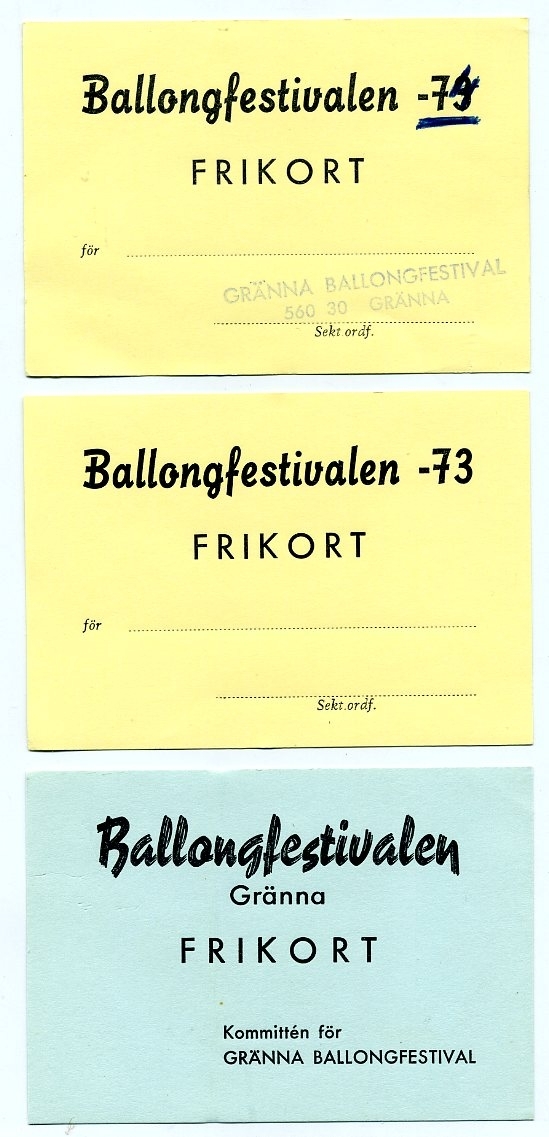 Ballongfestivalen -74
FRIKORT
för
GRÄNNA BALLONGFESTIVAL
560 30 GRÄNNA
Sekt.ordf.
Ballongfestivalen -73
FRIKORT
för
Sekt.ordf.
Ballongfestivalen
Gränna
FRIKORT
Kommittén för
GRÄNNA BALLONGFESTIVAL